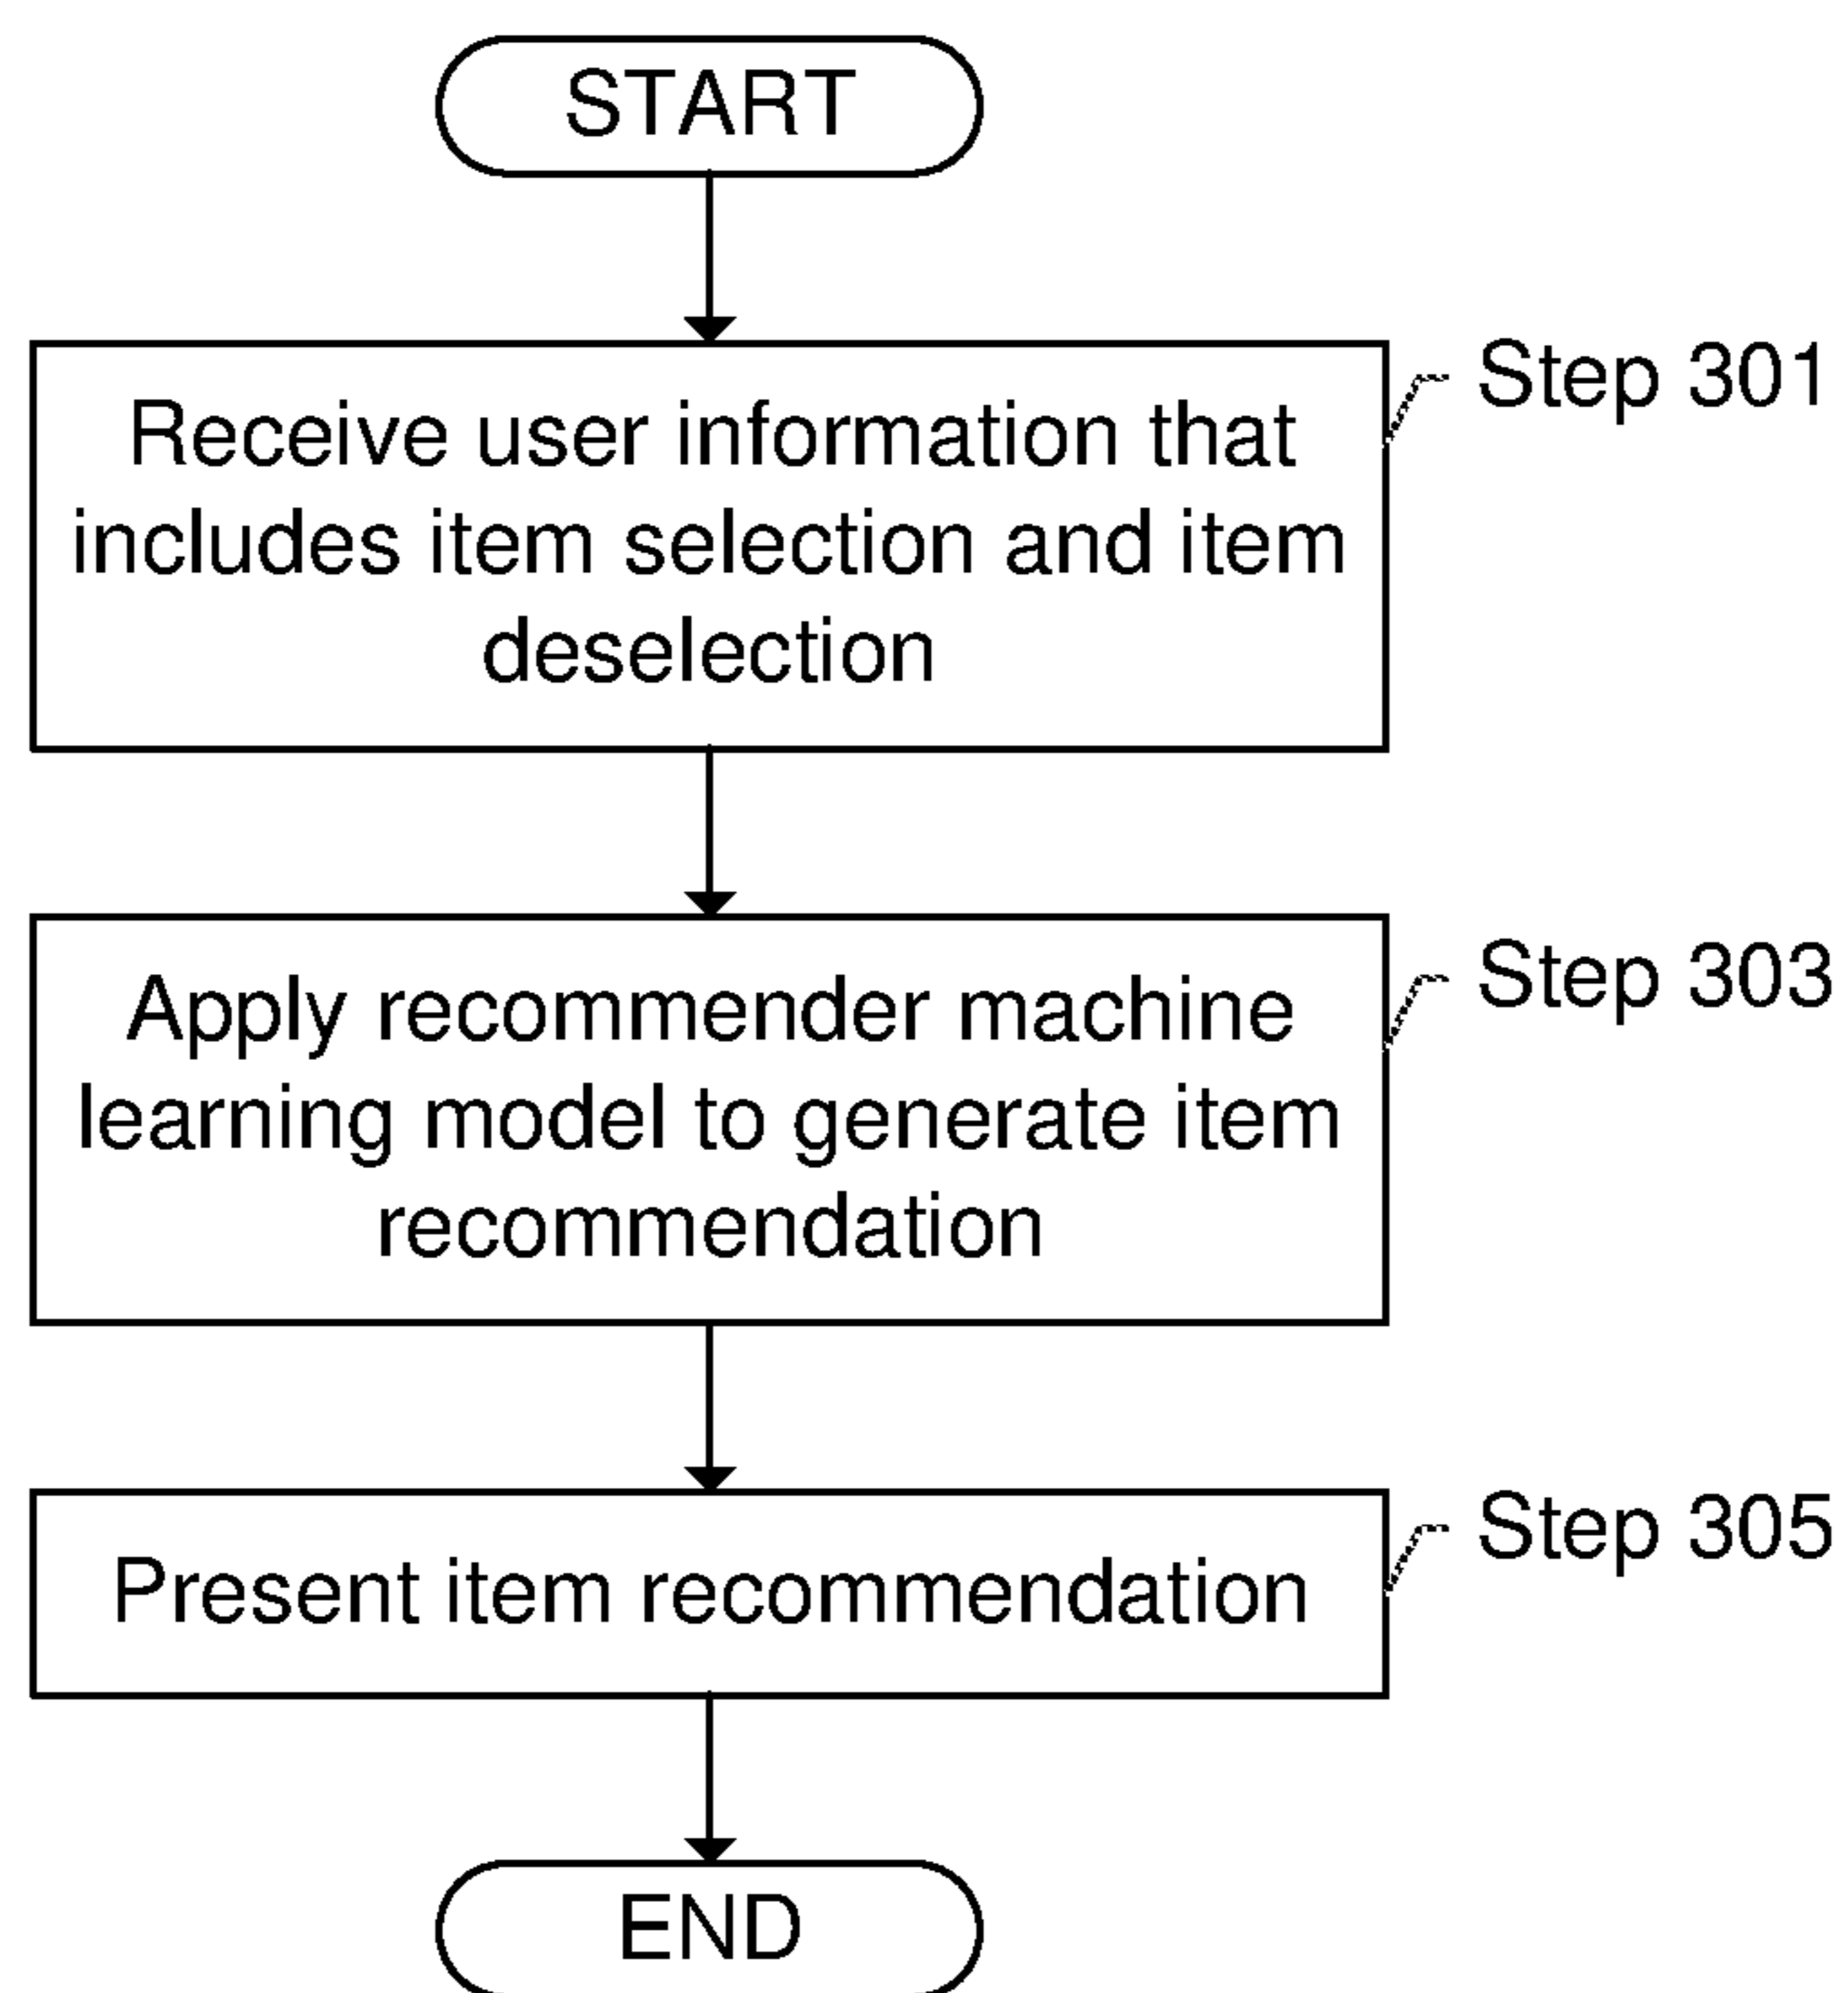 START
Step 301
Receive user information that
includes item selection and item
deselection
Step 303
Apply recommender machine
learning model to generate item
recommendation
Step 305
Present item recommendation
END